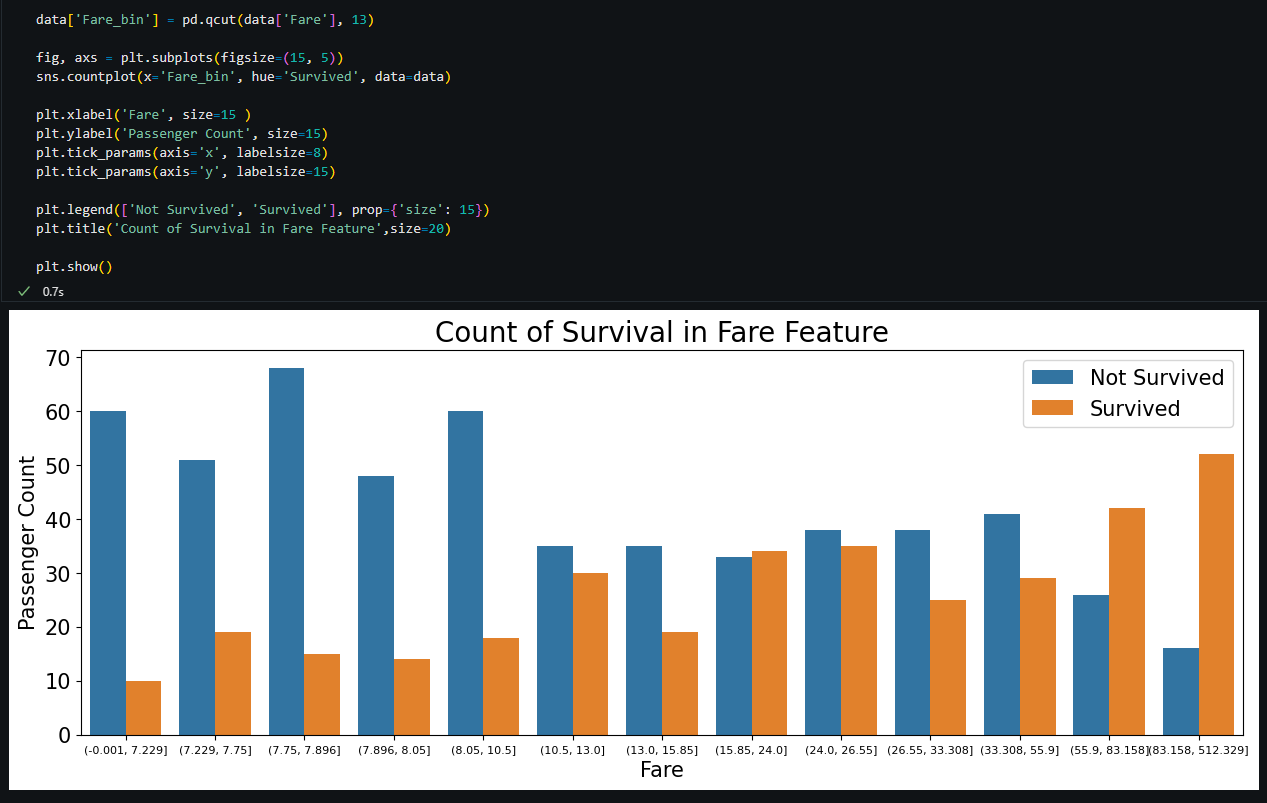 data['Fare_bin'] = pd.qcut(data['Fare'], 13)
fig, axs = plt.subplots(figsize=(15, 5))
sns.countplot(x='Fare_bin', hue='Survived', data=data)
plt.xlabel('Fare', size=15 )
plt.ylabel('Passenger Count', size=15)
plt.tick_params(axis='x', labelsize=8)
plt.tick_params(axis='y', labelsize=15)
plt.legend(['Not Survived', 'Survived'], prop={'size': 15})
plt.title('Count of Survival in Fare Feature',size=20)
plt.show()
0.7s
Count of Survival in Fare Feature
Not Survived
Survived
Passenger Count
70
60
50
40
30
20
10
0
(-0.001, 7.229] (7.229, 7.75] (7.75, 7.896] (7.896, 8.05] (8.05, 10.5] (10.5, 13.0] (13.0, 15.85] (15.85, 24.0] (24.0, 26.55] (26.55, 33.308] (33.308, 55.9] (55.9, 83.158] (83.158, 512.329]
Fare